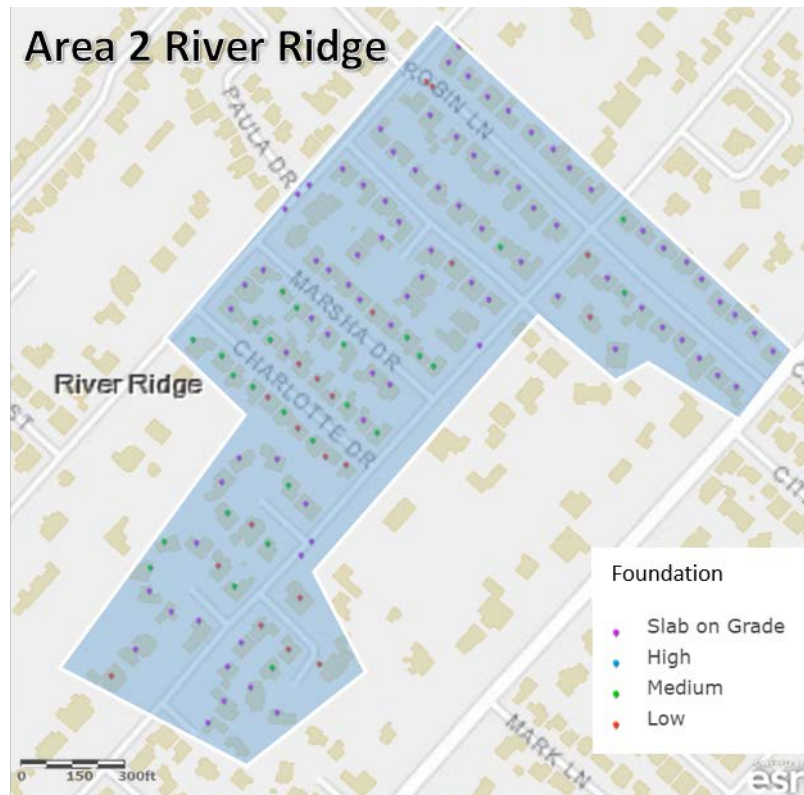 Area 2 River Ridge
ROBIN LN
PAULA DR
MARSHA DR
River Ridge
CHARLOTTE DR
ST
C
CIT
Foundation
Slab on Grade
High
Medium
Low
MARK LN
0 150 300ft
esri